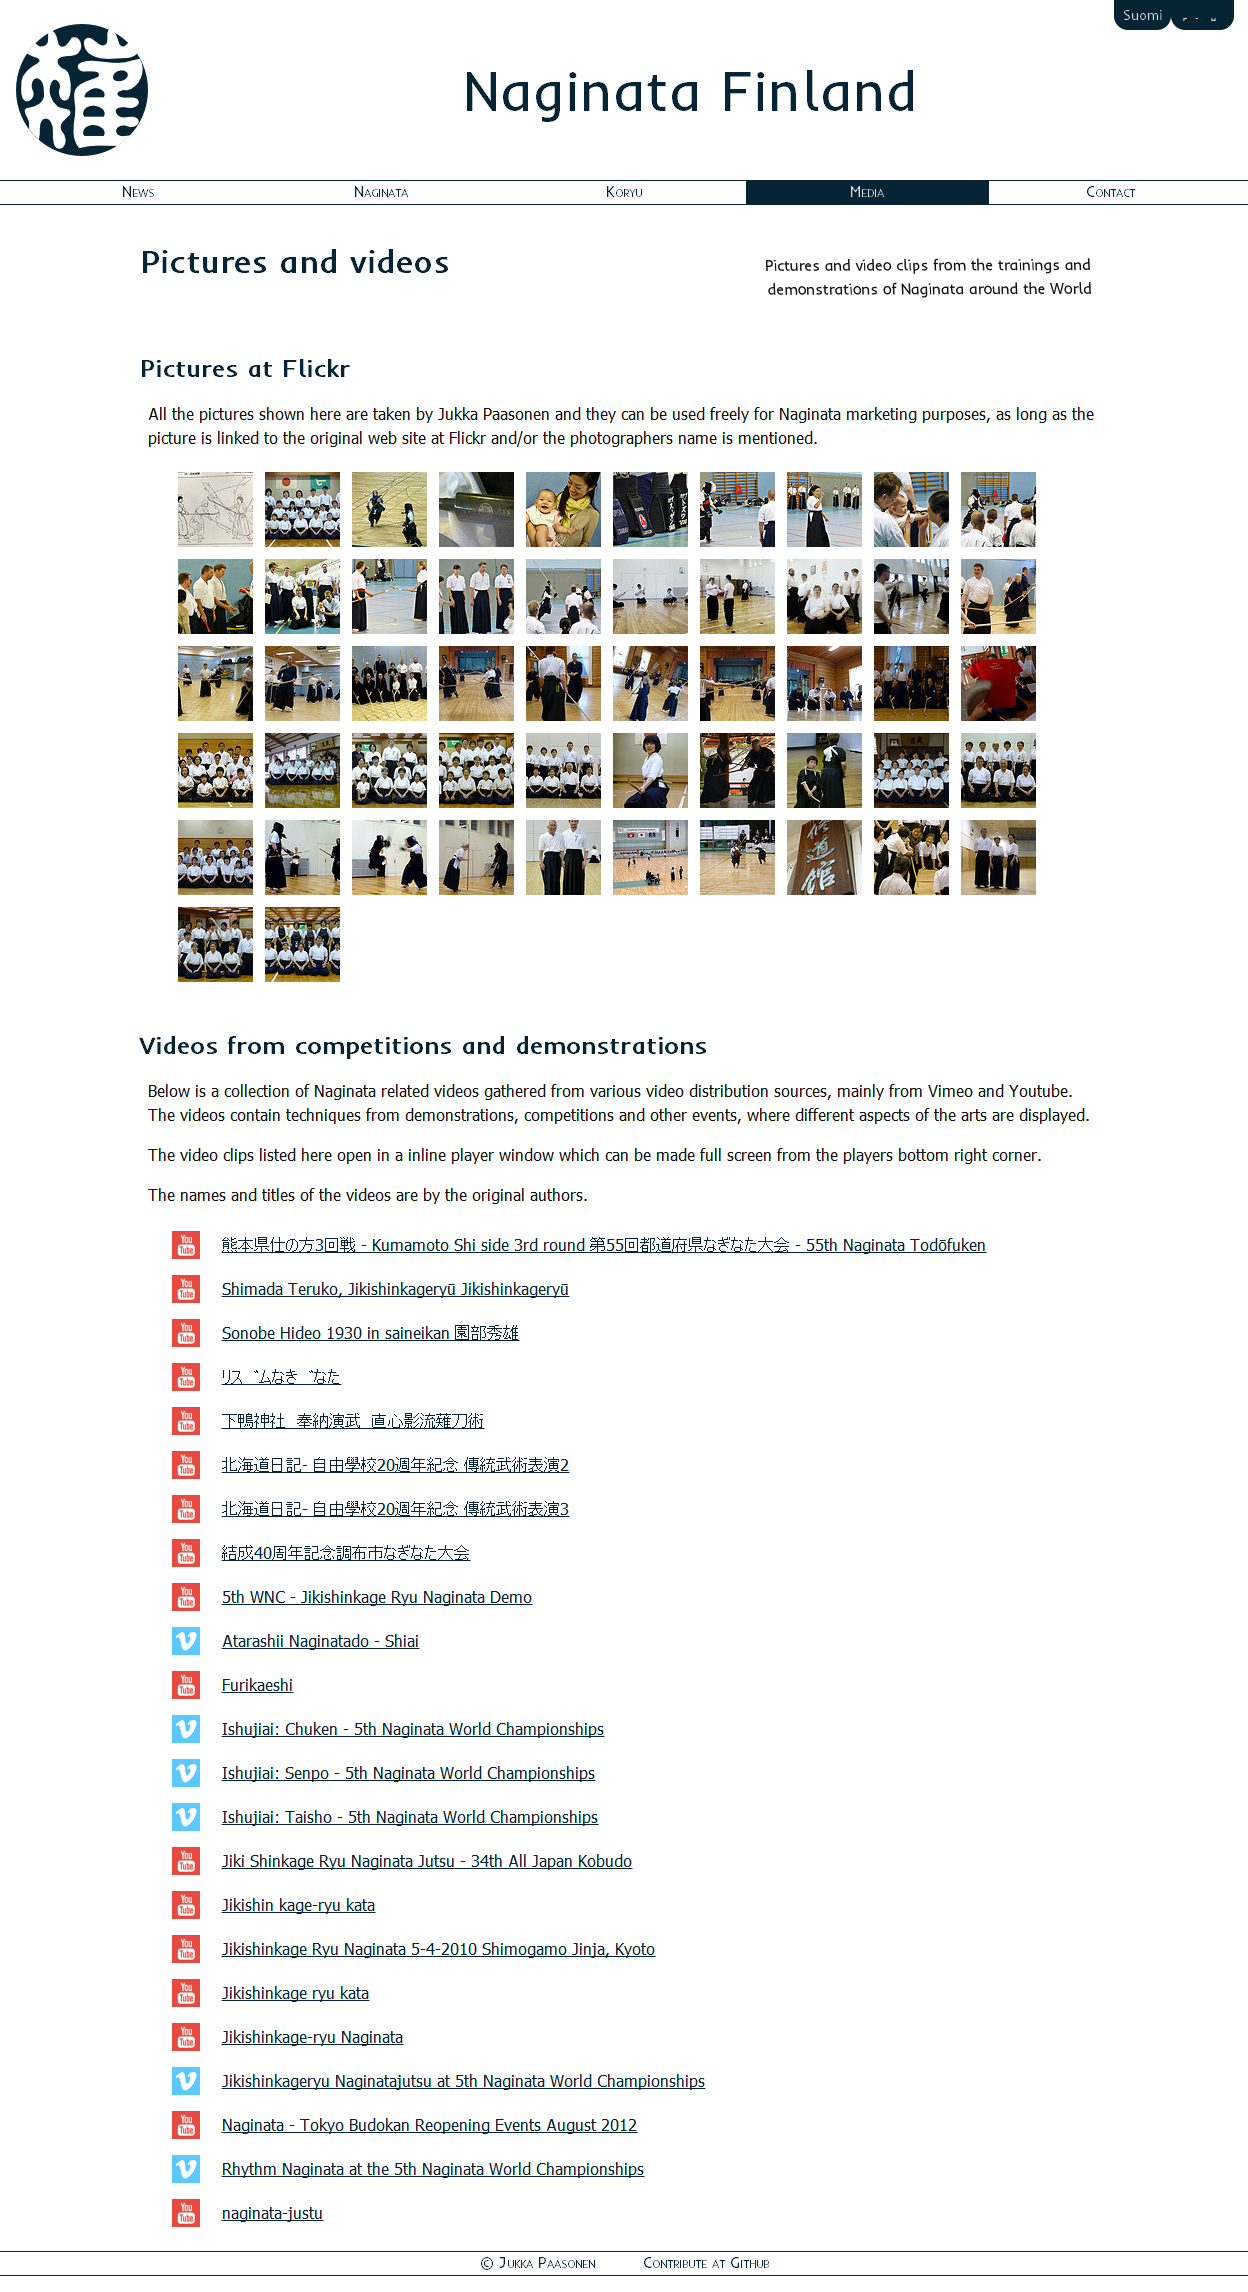 Suomi
Naginata Finland
News
Naginata
Koryu
Media
Contact
Pictures and videos
Pictures and video clips from the trainings and
demonstrations of Naginata around the World
Pictures at Flickr
All the pictures shown here are taken by Jukka Paasonen and they can be used freely for Naginata marketing purposes, as long as the
picture is linked to the original web site at Flickr and/or the photographers name is mentioned.
Videos from competitions and demonstrations
Below is a collection of Naginata related videos gathered from various video distribution sources, mainly from Vimeo and Youtube.
The videos contain techniques from demonstrations, competitions and other events, where different aspects of the arts are displayed.
The video clips listed here open in a inline player window which can be made full screen from the players bottom right corner.
The names and titles of the videos are by the original authors.
熊本県仕の方3回戦 - Kumamoto Shi side 3rd round 第55回都道府県なぎなた大会 - 55th Naginata Todōfuken
Shimada Teruko, Jikishinkageryū Jikishinkageryū
Sonobe Hideo 1930 in saineikan 園部秀雄
リズムなぎなた
下鴨神社　奉納演武　直心影流薙刀術
北海道日記- 自由學校20週年紀念 傳統武術表演2
北海道日記- 自由學校20週年紀念 傳統武術表演3
結成40周年記念調布市なぎなた大会
5th WNC - Jikishinkage Ryu Naginata Demo
Atarashii Naginatado - Shiai
Furikaeshi
Ishujiai: Chuken - 5th Naginata World Championships
Ishujiai: Senpo - 5th Naginata World Championships
Ishujiai: Taisho - 5th Naginata World Championships
Jiki Shinkage Ryu Naginata Jutsu - 34th All Japan Kobudo
Jikishin kage-ryu kata
Jikishinkage Ryu Naginata 5-4-2010 Shimogamo Jinja, Kyoto
Jikishinkage ryu kata
Jikishinkage-ryu Naginata
Jikishinkageryu Naginatajutsu at 5th Naginata World Championships
Naginata - Tokyo Budokan Reopening Events August 2012
Rhythm Naginata at the 5th Naginata World Championships
naginata-justu
© Jukka Paasonen
Contribute at Github